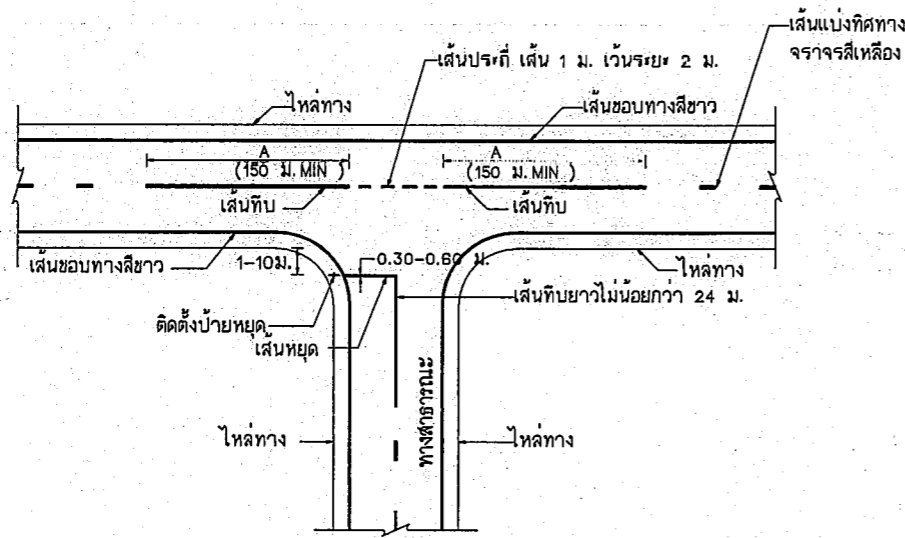 เส้นแบ่งทิศทาง
จราจรสีเหลือง
เส้นประถี่ เส้น 1 ม. เว้นระยะ 2 ม.
ไหล่ทาง
เส้นขอบทางสีขาว
A
(150 ม. MIN )
A
(150 ม. MIN )
เส้นทึบ
เส้นทึบ
เส้นขอบทางสีขาว
1-10ม.
0.30-0.60 ม.
ไหล่ทาง
เส้นทึบยาวไม่น้อยกว่า 24 ม.
ติดตั้งป้ายหยุด
เส้นหยุด
ทางสาธารณะ
ไหล่ทาง
ไหล่ทาง